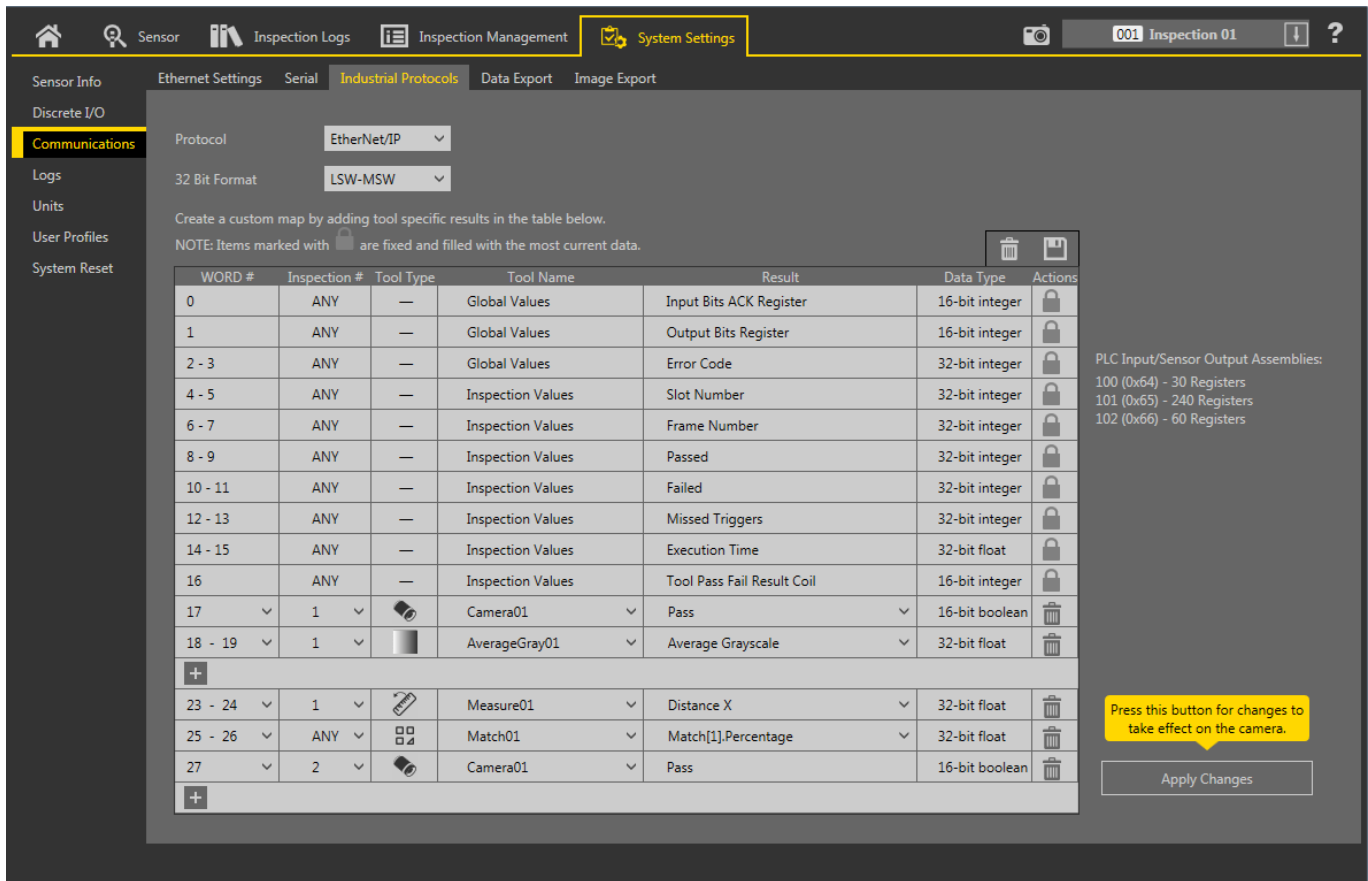 Sensor Inspection Logs Inspection Management System Settings 001 Inspection 01 ?
Sensor Info
Discrete I/O
Communications
Logs
Units
User Profiles
System Reset
Ethernet Settings Serial Industrial Protocols Data Export Image Export
Protocol EtherNet/IP
32 Bit Format LSW-MSW
Create a custom map by adding tool specific results in the table below.
NOTE: Items marked with are fixed and filled with the most current data.
WORD # Inspection # Tool Type Tool Name Result Data Type Actions
0 ANY — Global Values Input Bits ACK Register 16-bit integer
1 ANY — Global Values Output Bits Register 16-bit integer
2 - 3 ANY — Global Values Error Code 32-bit integer
4 - 5 ANY — Inspection Values Slot Number 32-bit integer
6 - 7 ANY — Inspection Values Frame Number 32-bit integer
8 - 9 ANY — Inspection Values Passed 32-bit integer
10 - 11 ANY — Inspection Values Failed 32-bit integer
12 - 13 ANY — Inspection Values Missed Triggers 32-bit integer
14 - 15 ANY — Inspection Values Execution Time 32-bit float
16 ANY — Inspection Values Tool Pass Fail Result Coil 16-bit integer
17 1 Camera01 Pass 16-bit boolean
18 - 19 1 AverageGray01 Average Grayscale 32-bit float
+
23 - 24 1 Measure01 Distance X 32-bit float
25 - 26 ANY Match01 Match[1].Percentage 32-bit float
27 2 Camera01 Pass 16-bit boolean
+
PLC Input/Sensor Output Assemblies:
100 (0x64) - 30 Registers
101 (0x65) - 240 Registers
102 (0x66) - 60 Registers
Press this button for changes to
take effect on the camera.
Apply Changes